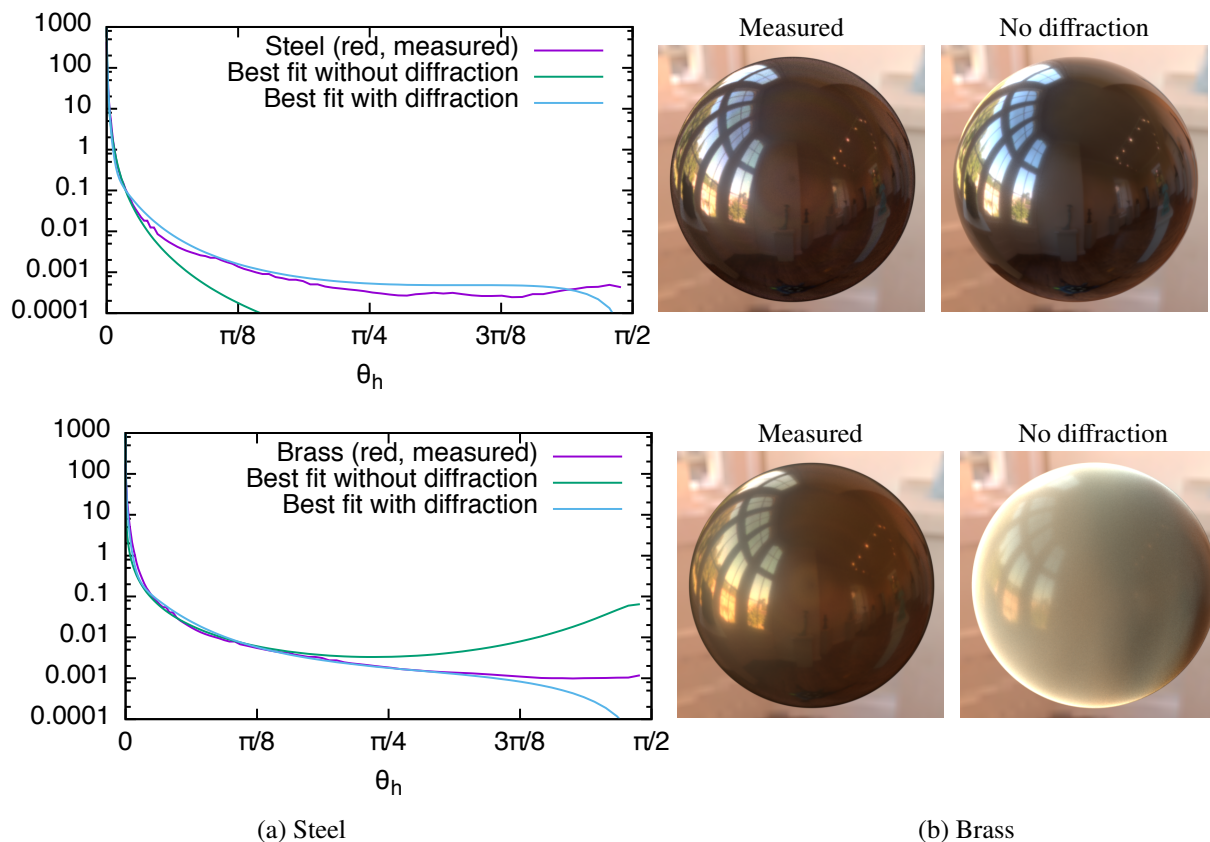 1000
100
10
1
0.1
0.01
0.001
0.0001
0 π/8 π/4 3π/8 π/2
θ_h
Steel (red, measured)
Best fit without diffraction
Best fit with diffraction
Measured
No diffraction
1000
100
10
1
0.1
0.01
0.001
0.0001
0 π/8 π/4 3π/8 π/2
θ_h
Brass (red, measured)
Best fit without diffraction
Best fit with diffraction
Measured
No diffraction
(a) Steel
(b) Brass